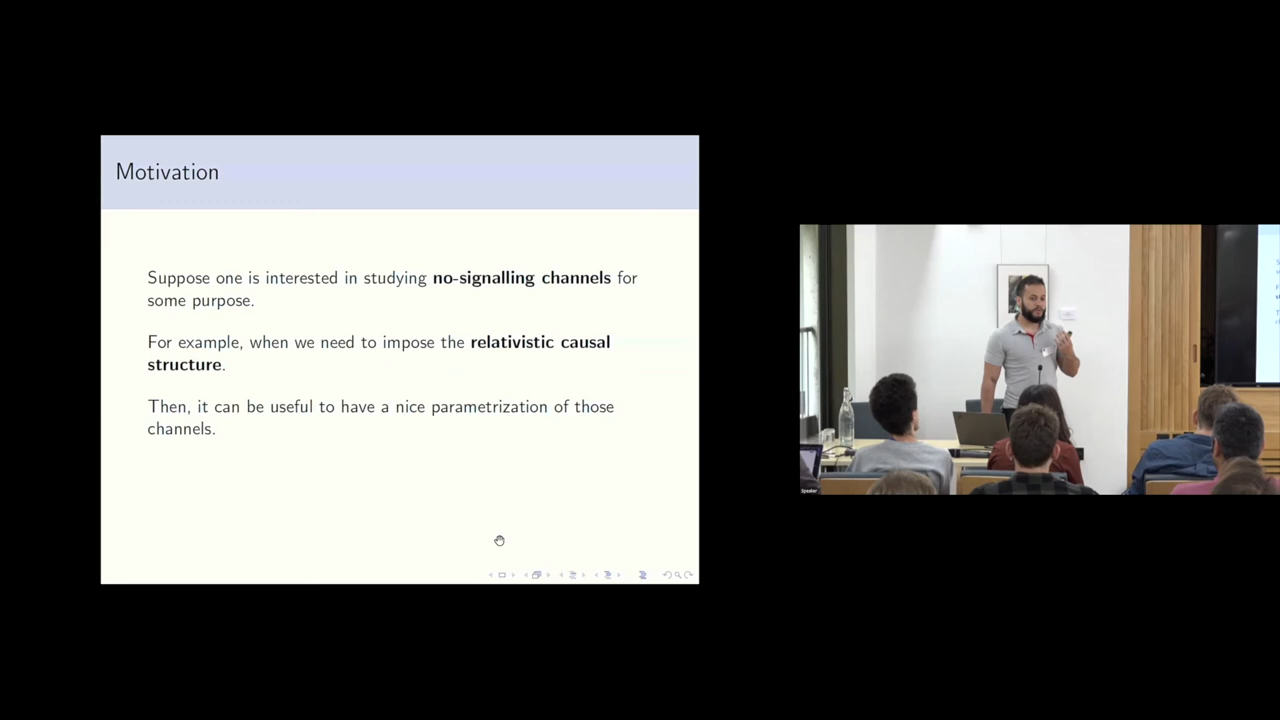 Motivation
Suppose one is interested in studying no-signalling channels for
some purpose.
For example, when we need to impose the relativistic causal
structure.
Then, it can be useful to have a nice parametrization of those
channels.
Speaker